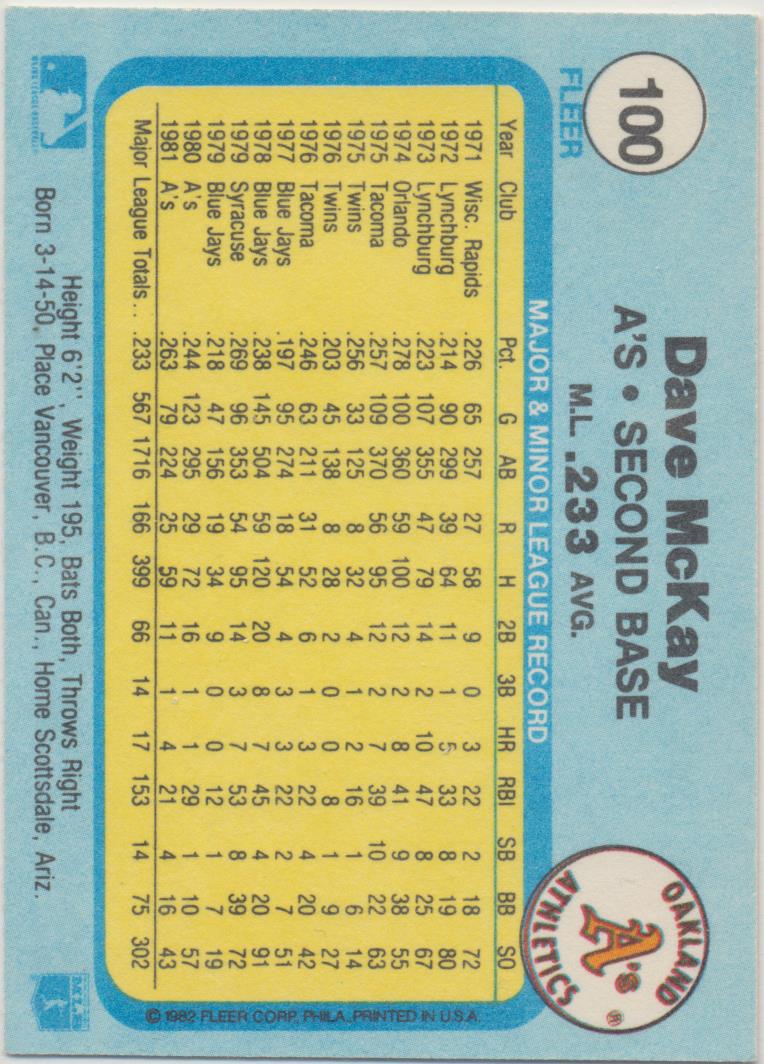 100
FLEER
Dave McKay
A'S • SECOND BASE
M.L. .233 AVG.
OAKLAND
A's
ATHLETICS
®
MAJOR & MINOR LEAGUE RECORD
Year Club Pct. G AB R H 2B 3B HR RBI SB BB SO
1971 Wisc. Rapids .226 65 257 27 58 9 0 3 22 2 18 72
1972 Lynchburg .214 90 299 39 64 11 1 5 33 8 19 80
1973 Lynchburg .223 107 355 47 79 14 2 10 47 8 25 67
1974 Orlando .278 100 360 59 100 12 2 8 41 9 38 55
1975 Tacoma .257 109 370 56 95 12 2 7 39 10 22 63
1975 Twins .256 33 125 8 32 4 1 2 16 1 6 14
1976 Twins .203 45 138 8 28 2 0 0 8 1 9 27
1976 Tacoma .246 63 211 31 52 6 1 3 22 4 20 42
1977 Blue Jays .197 95 274 18 54 4 3 3 22 2 7 51
1978 Blue Jays .238 145 504 59 120 20 8 7 45 4 20 91
1979 Syracuse .269 96 353 54 95 14 3 7 53 8 39 72
1979 Blue Jays .218 47 156 19 34 9 0 0 12 1 7 19
1980 A's .244 123 295 29 72 16 1 1 29 1 10 57
1981 A's .263 79 224 25 59 11 1 4 21 4 16 43
Major League Totals . . .233 567 1716 166 399 66 14 17 153 14 75 302
© 1982 FLEER CORP. PHILA. PRINTED IN U.S.A.
Height 6'2", Weight 195, Bats Both, Throws Right
Born 3-14-50, Place Vancouver, B.C., Can., Home Scottsdale, Ariz.
MAJOR LEAGUE BASEBALL